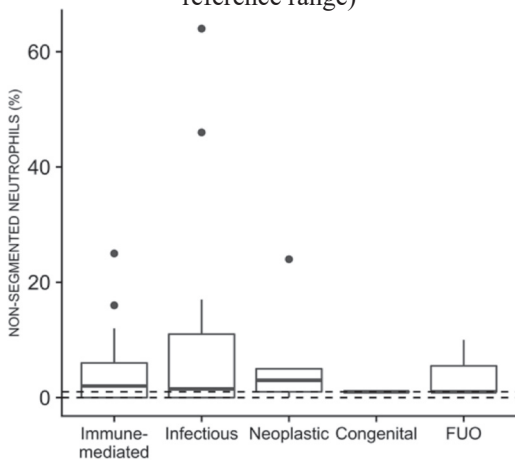 reference range)
NON-SEGMENTED NEUTROPHILS (%)
60
40
20
0
Immune-
mediated
Infectious
Neoplastic
Congenital
FUO